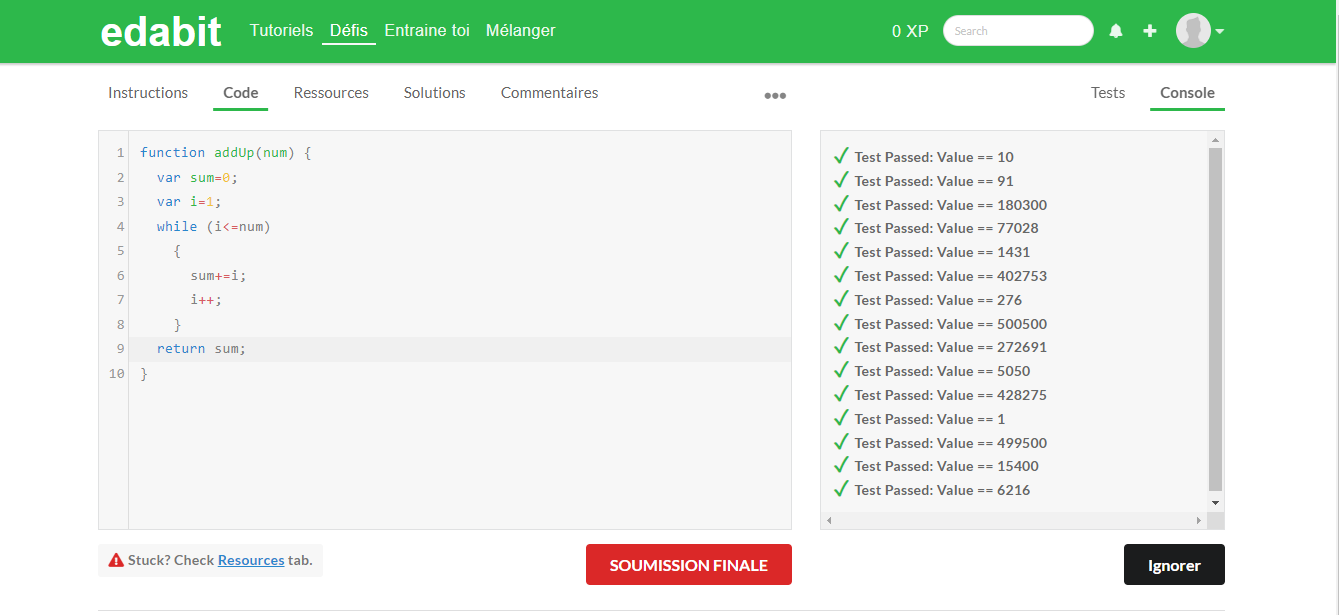 edabit Tutoriels Défis Entraine toi Mélanger 0 XP Search
Instructions Code Ressources Solutions Commentaires ••• Tests Console
1 function addUp(num) {
2 var sum=0;
3 var i=1;
4 while (i<=num)
5 {
6 sum+=i;
7 i++;
8 }
9 return sum;
10 }
Test Passed: Value == 10
Test Passed: Value == 91
Test Passed: Value == 180300
Test Passed: Value == 77028
Test Passed: Value == 1431
Test Passed: Value == 402753
Test Passed: Value == 276
Test Passed: Value == 500500
Test Passed: Value == 272691
Test Passed: Value == 5050
Test Passed: Value == 428275
Test Passed: Value == 1
Test Passed: Value == 499500
Test Passed: Value == 15400
Test Passed: Value == 6216
Stuck? Check Resources tab. SOUMISSION FINALE Ignorer